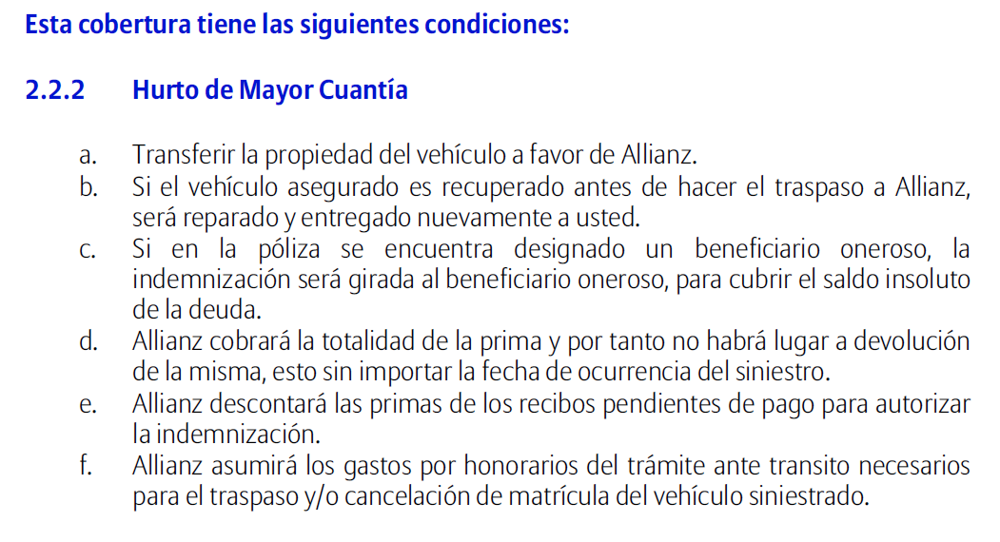 Esta cobertura tiene las siguientes condiciones:
2.2.2 Hurto de Mayor Cuantía
a. Transferir la propiedad del vehículo a favor de Allianz.
b. Si el vehículo asegurado es recuperado antes de hacer el traspaso a Allianz,
será reparado y entregado nuevamente a usted.
c. Si en la póliza se encuentra designado un beneficiario oneroso, la
indemnización será girada al beneficiario oneroso, para cubrir el saldo insoluto
de la deuda.
d. Allianz cobrará la totalidad de la prima y por tanto no habrá lugar a devolución
de la misma, esto sin importar la fecha de ocurrencia del siniestro.
e. Allianz descontará las primas de los recibos pendientes de pago para autorizar
la indemnización.
f. Allianz asumirá los gastos por honorarios del trámite ante transito necesarios
para el traspaso y/o cancelación de matrícula del vehículo siniestrado.